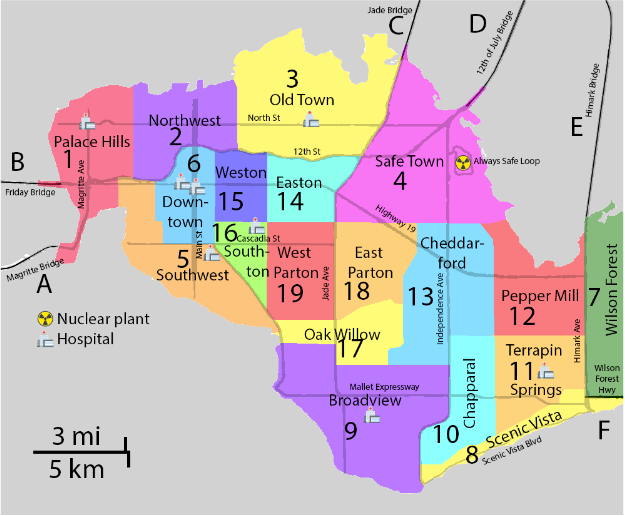 Jade Bridge
C
D
12th of July Bridge
3
Old Town
North St
Northwest
2
Palace Hills
1
Himark Bridge
E
B
Friday Bridge
Magritte Ave
6
Down-
town
Weston
15
12th St
Easton
14
Safe Town
4
Always Safe Loop
Highway 19
Magritte Bridge
A
Main St
5
Southwest
16
Cascadia St
South-
ton
West
Parton
19
Jade Ave
East
Parton
18
Cheddar-
ford
13
Independence Ave
Pepper Mill
12
7
Wilson Forest
Himark Ave
Nuclear plant
Hospital
Oak Willow
17
Terrapin
11
Springs
Wilson
Forest
Hwy
Mallet Expressway
Broadview
9
Chapparal
10
8
Scenic Vista
Scenic Vista Blvd
F
3 mi
5 km